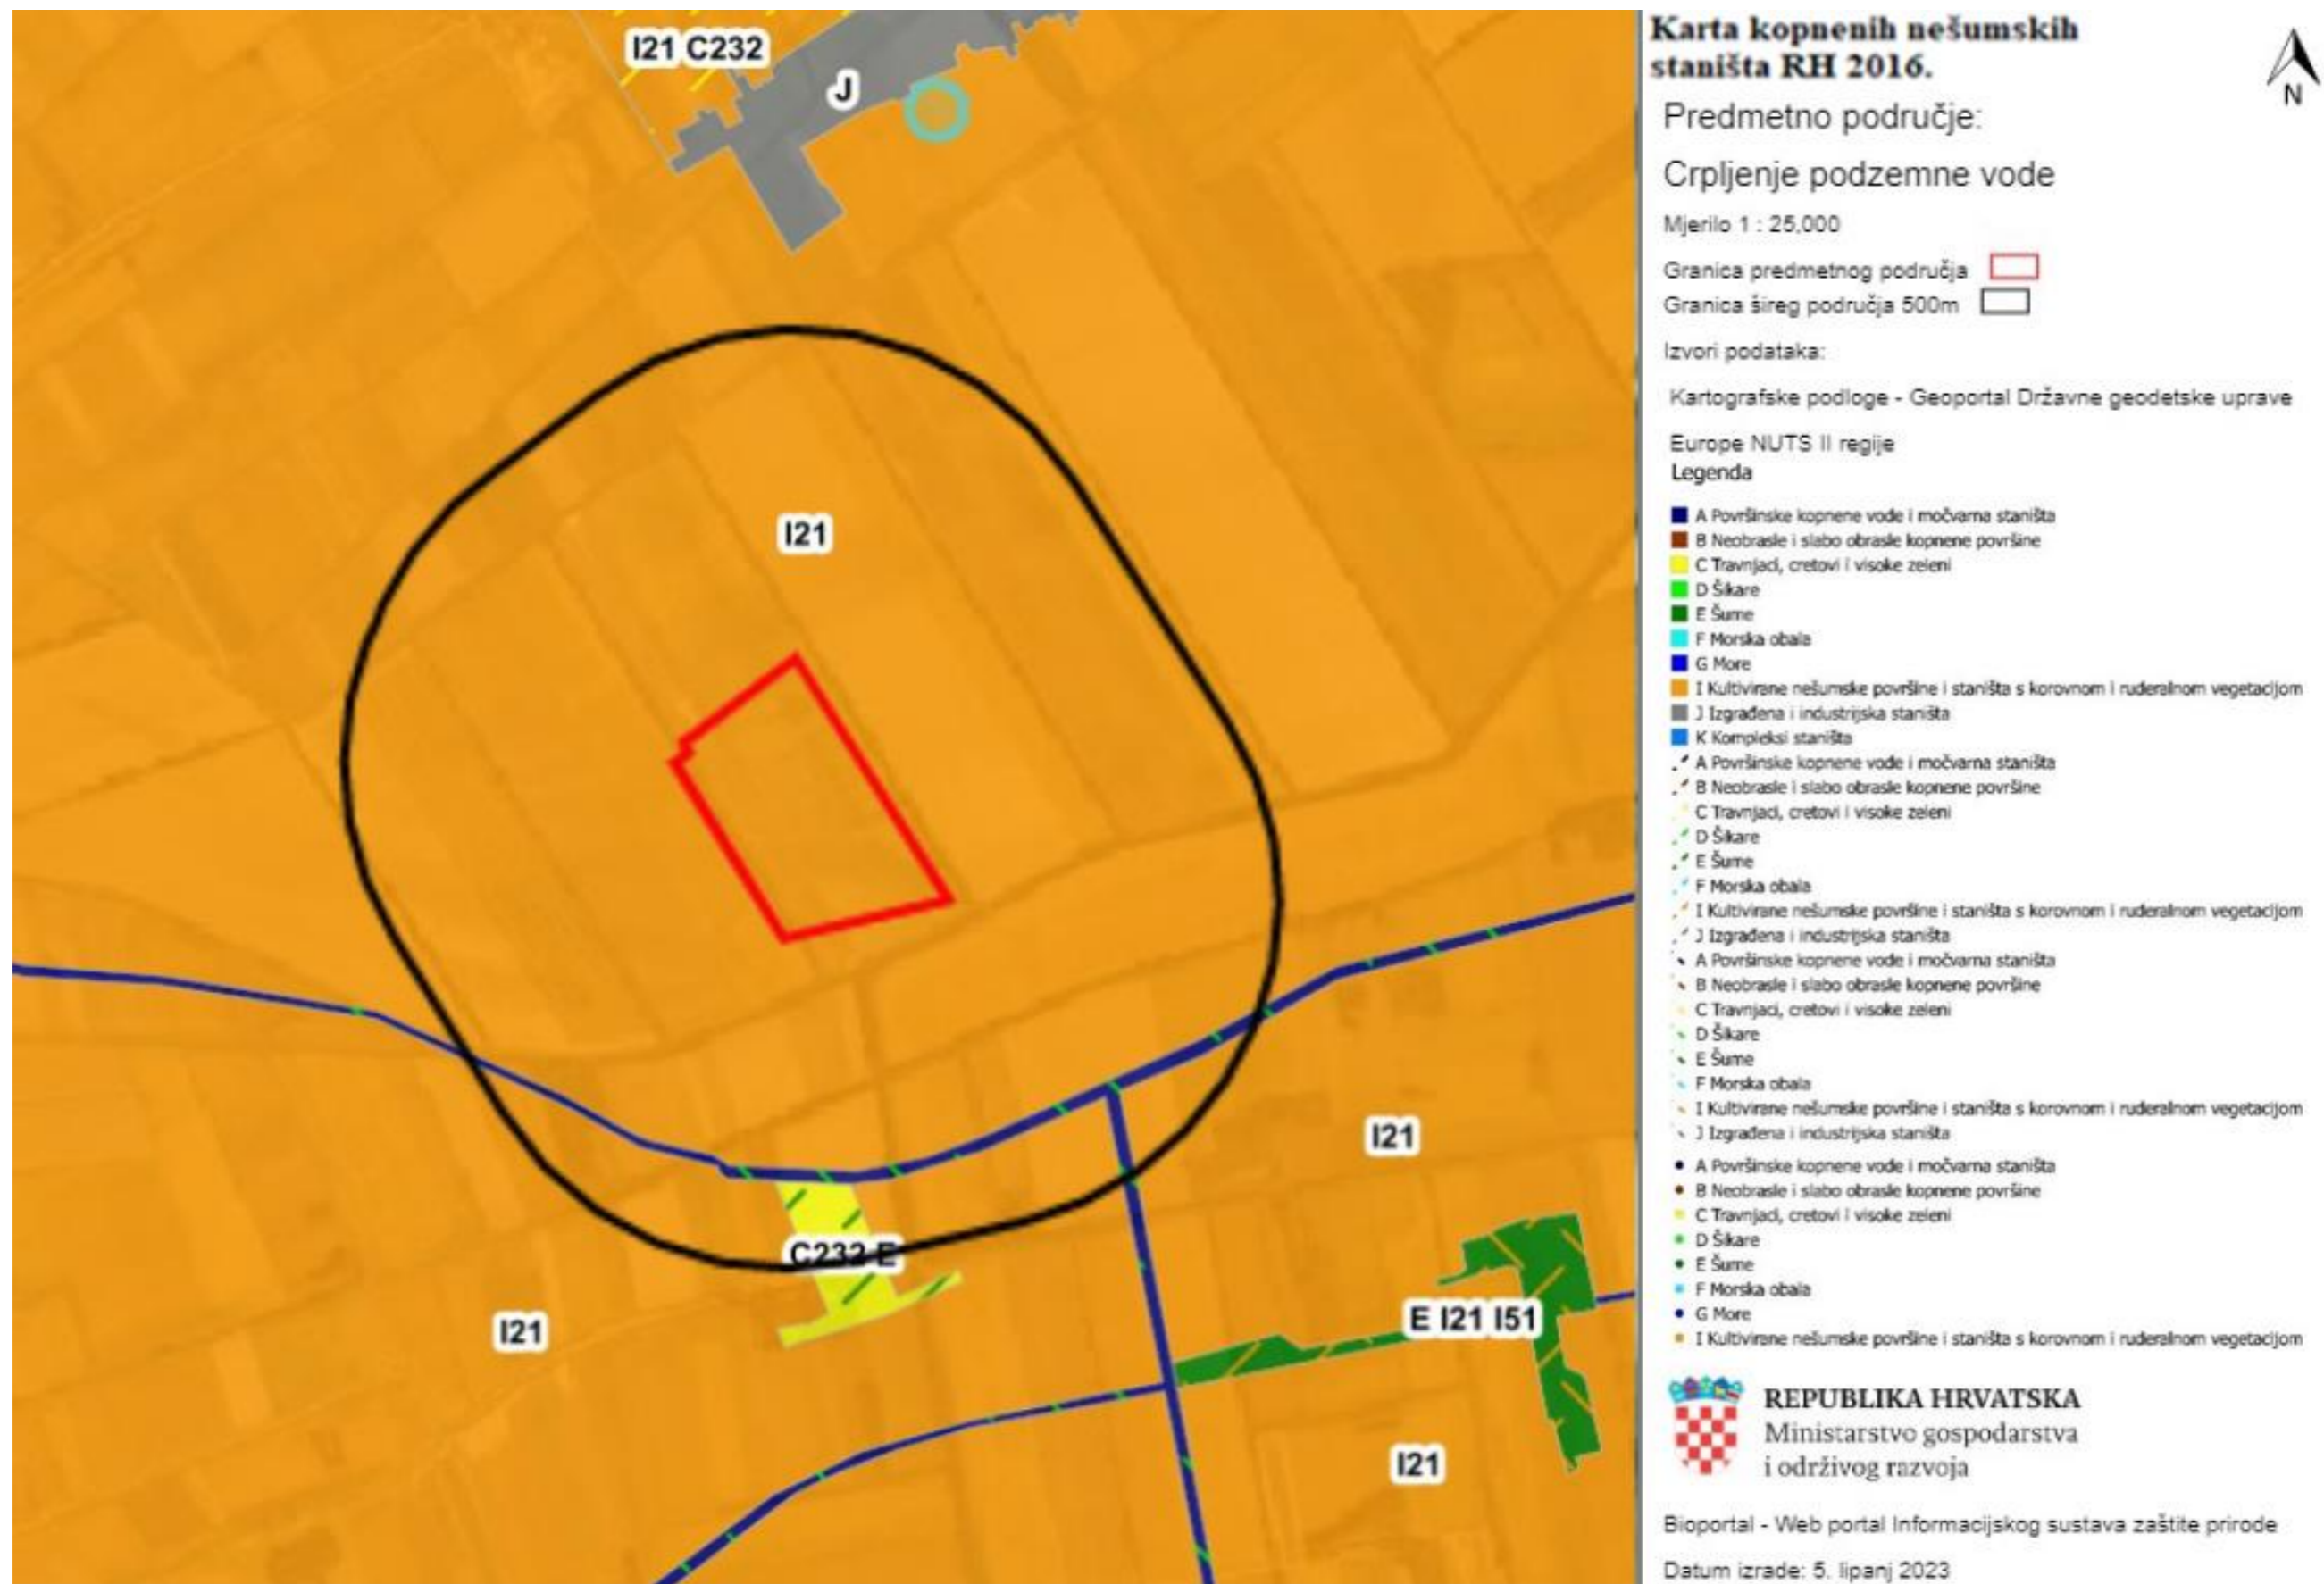 I21 C232
J
I21
I21
C232 E
I21
E I21 I51
I21
Karta kopnenih nešumskih
staništa RH 2016.
N
Predmetno područje:
Crpljenje podzemne vode
Mjerilo 1 : 25,000
Granica predmetnog područja
Granica šireg područja 500m
Izvori podataka:
Kartografske podloge - Geoportal Državne geodetske uprave
Europe NUTS II regije
Legenda
A Površinske kopnene vode i močvarna staništa
B Neobrasle i slabo obrasle kopnene površine
C Travnjaci, cretovi i visoke zeleni
D Šikare
E Šume
F Morska obala
G More
I Kultivirane nešumske površine i staništa s korovnom i ruderalnom vegetacijom
J Izgrađena i industrijska staništa
K Kompleksi staništa
A Površinske kopnene vode i močvarna staništa
B Neobrasle i slabo obrasle kopnene površine
C Travnjaci, cretovi i visoke zeleni
D Šikare
E Šume
F Morska obala
I Kultivirane nešumske površine i staništa s korovnom i ruderalnom vegetacijom
J Izgrađena i industrijska staništa
A Površinske kopnene vode i močvarna staništa
B Neobrasle i slabo obrasle kopnene površine
C Travnjaci, cretovi i visoke zeleni
D Šikare
E Šume
F Morska obala
I Kultivirane nešumske površine i staništa s korovnom i ruderalnom vegetacijom
J Izgrađena i industrijska staništa
A Površinske kopnene vode i močvarna staništa
B Neobrasle i slabo obrasle kopnene površine
C Travnjaci, cretovi i visoke zeleni
D Šikare
E Šume
F Morska obala
G More
I Kultivirane nešumske površine i staništa s korovnom i ruderalnom vegetacijom
REPUBLIKA HRVATSKA
Ministarstvo gospodarstva
i održivog razvoja
Bioportal - Web portal Informacijskog sustava zaštite prirode
Datum izrade: 5. lipanj 2023